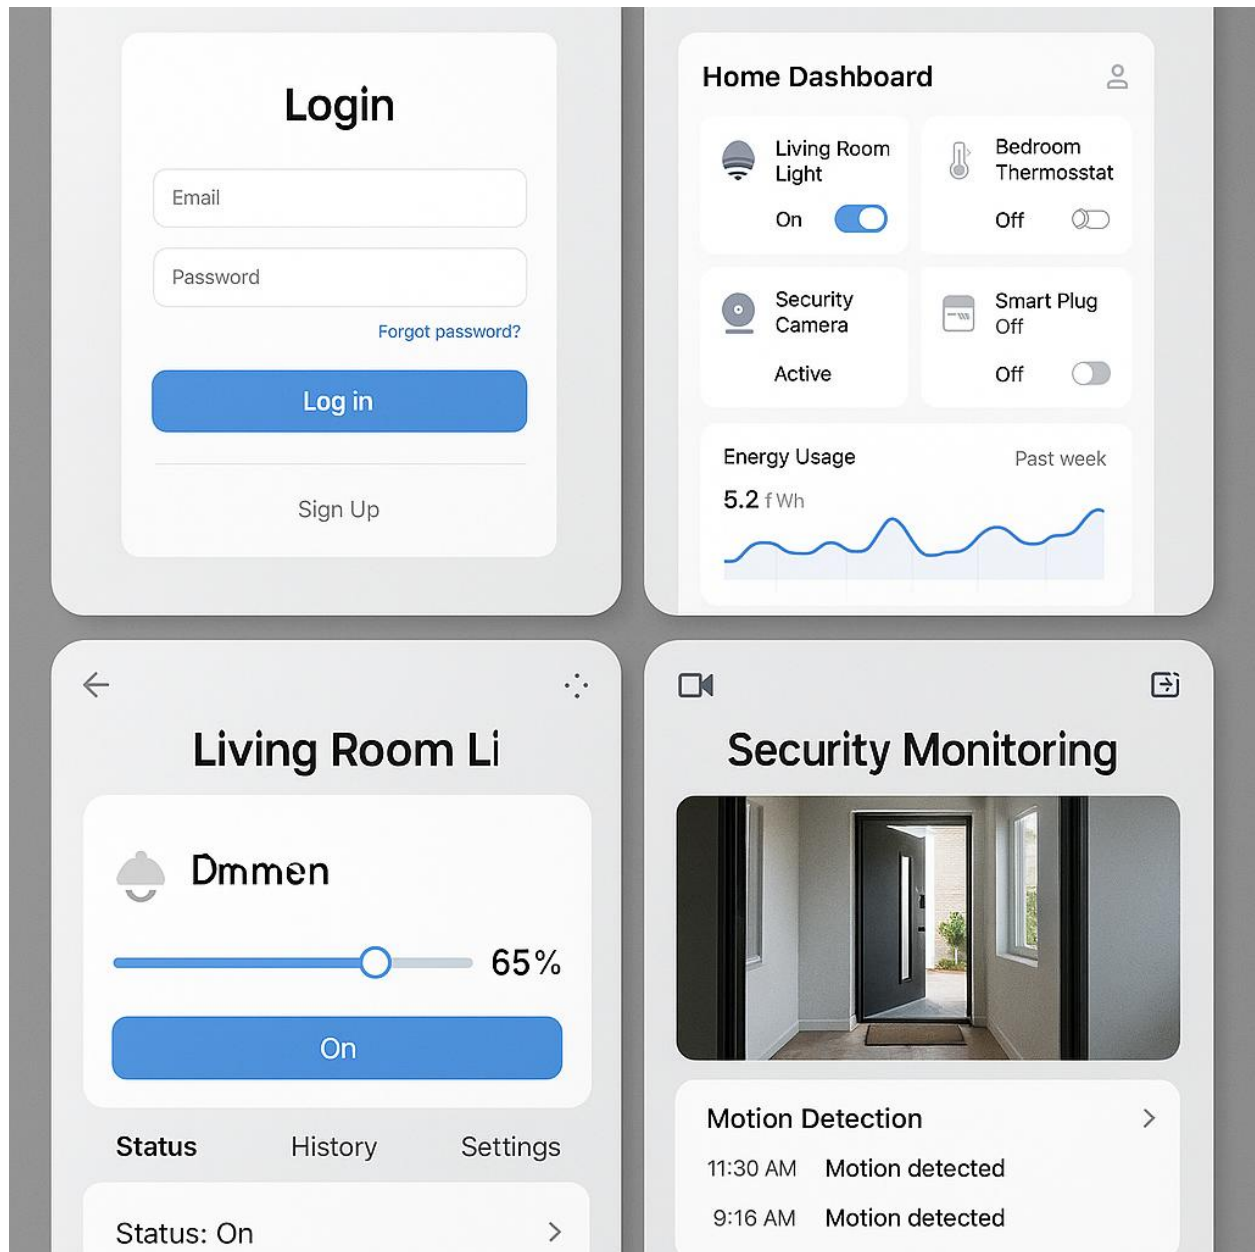 Login
Email
Password
Forgot password?
Log in
Sign Up
Home Dashboard
Living Room
Light
On
Bedroom
Thermosstat
Off
Security
Camera
Active
Smart Plug
Off
Off
Energy Usage
Past week
5.2 f Wh
Living Room Li
Dmmen
65%
On
Status
History
Settings
Status: On
Security Monitoring
Motion Detection
11:30 AM Motion detected
9:16 AM Motion detected